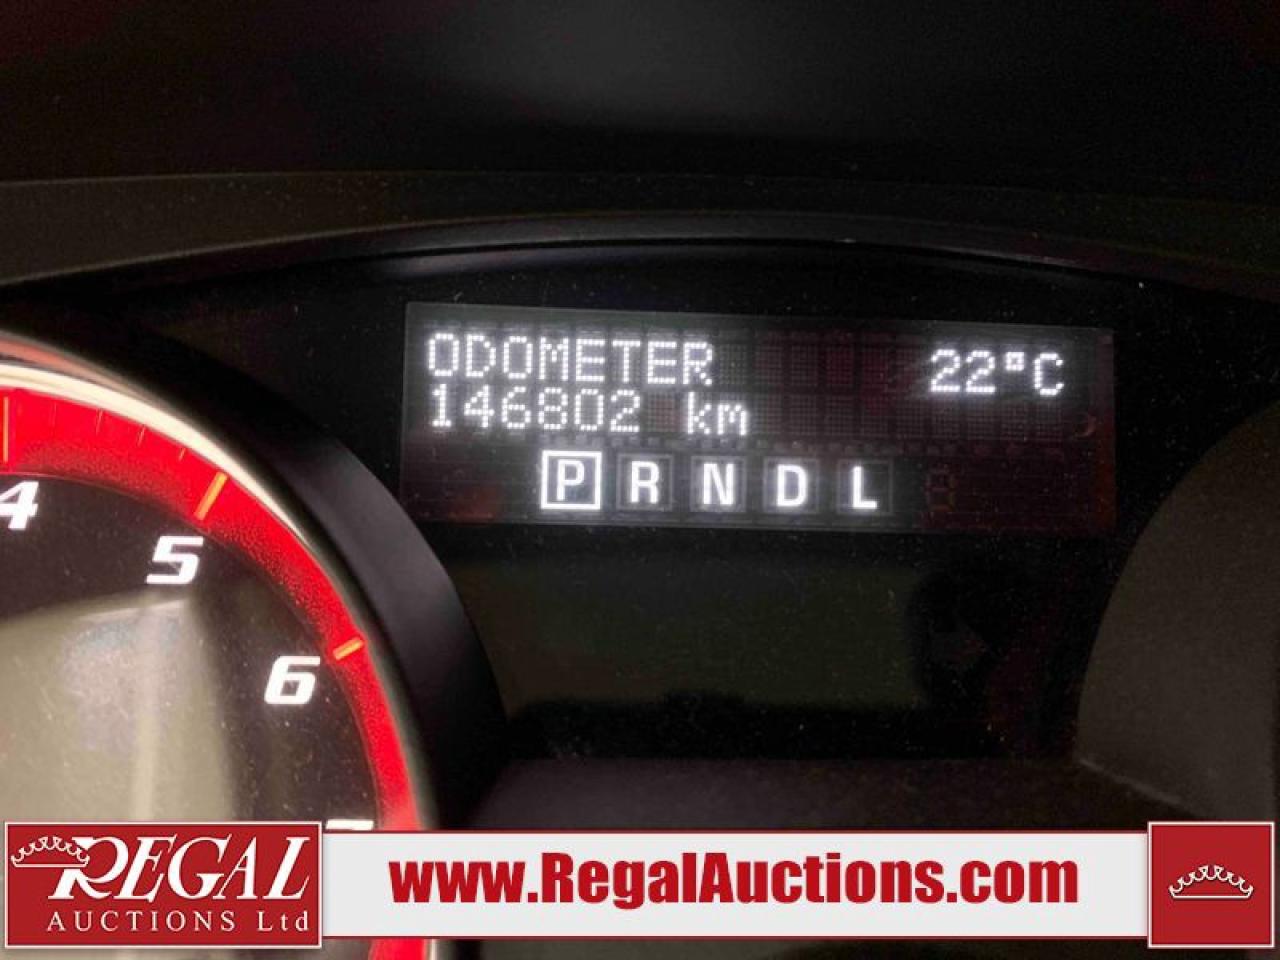 ODOMETER 22°C
146802 km
P R N D L
4
5
6
REGAL
AUCTIONS Ltd
www.RegalAuctions.com